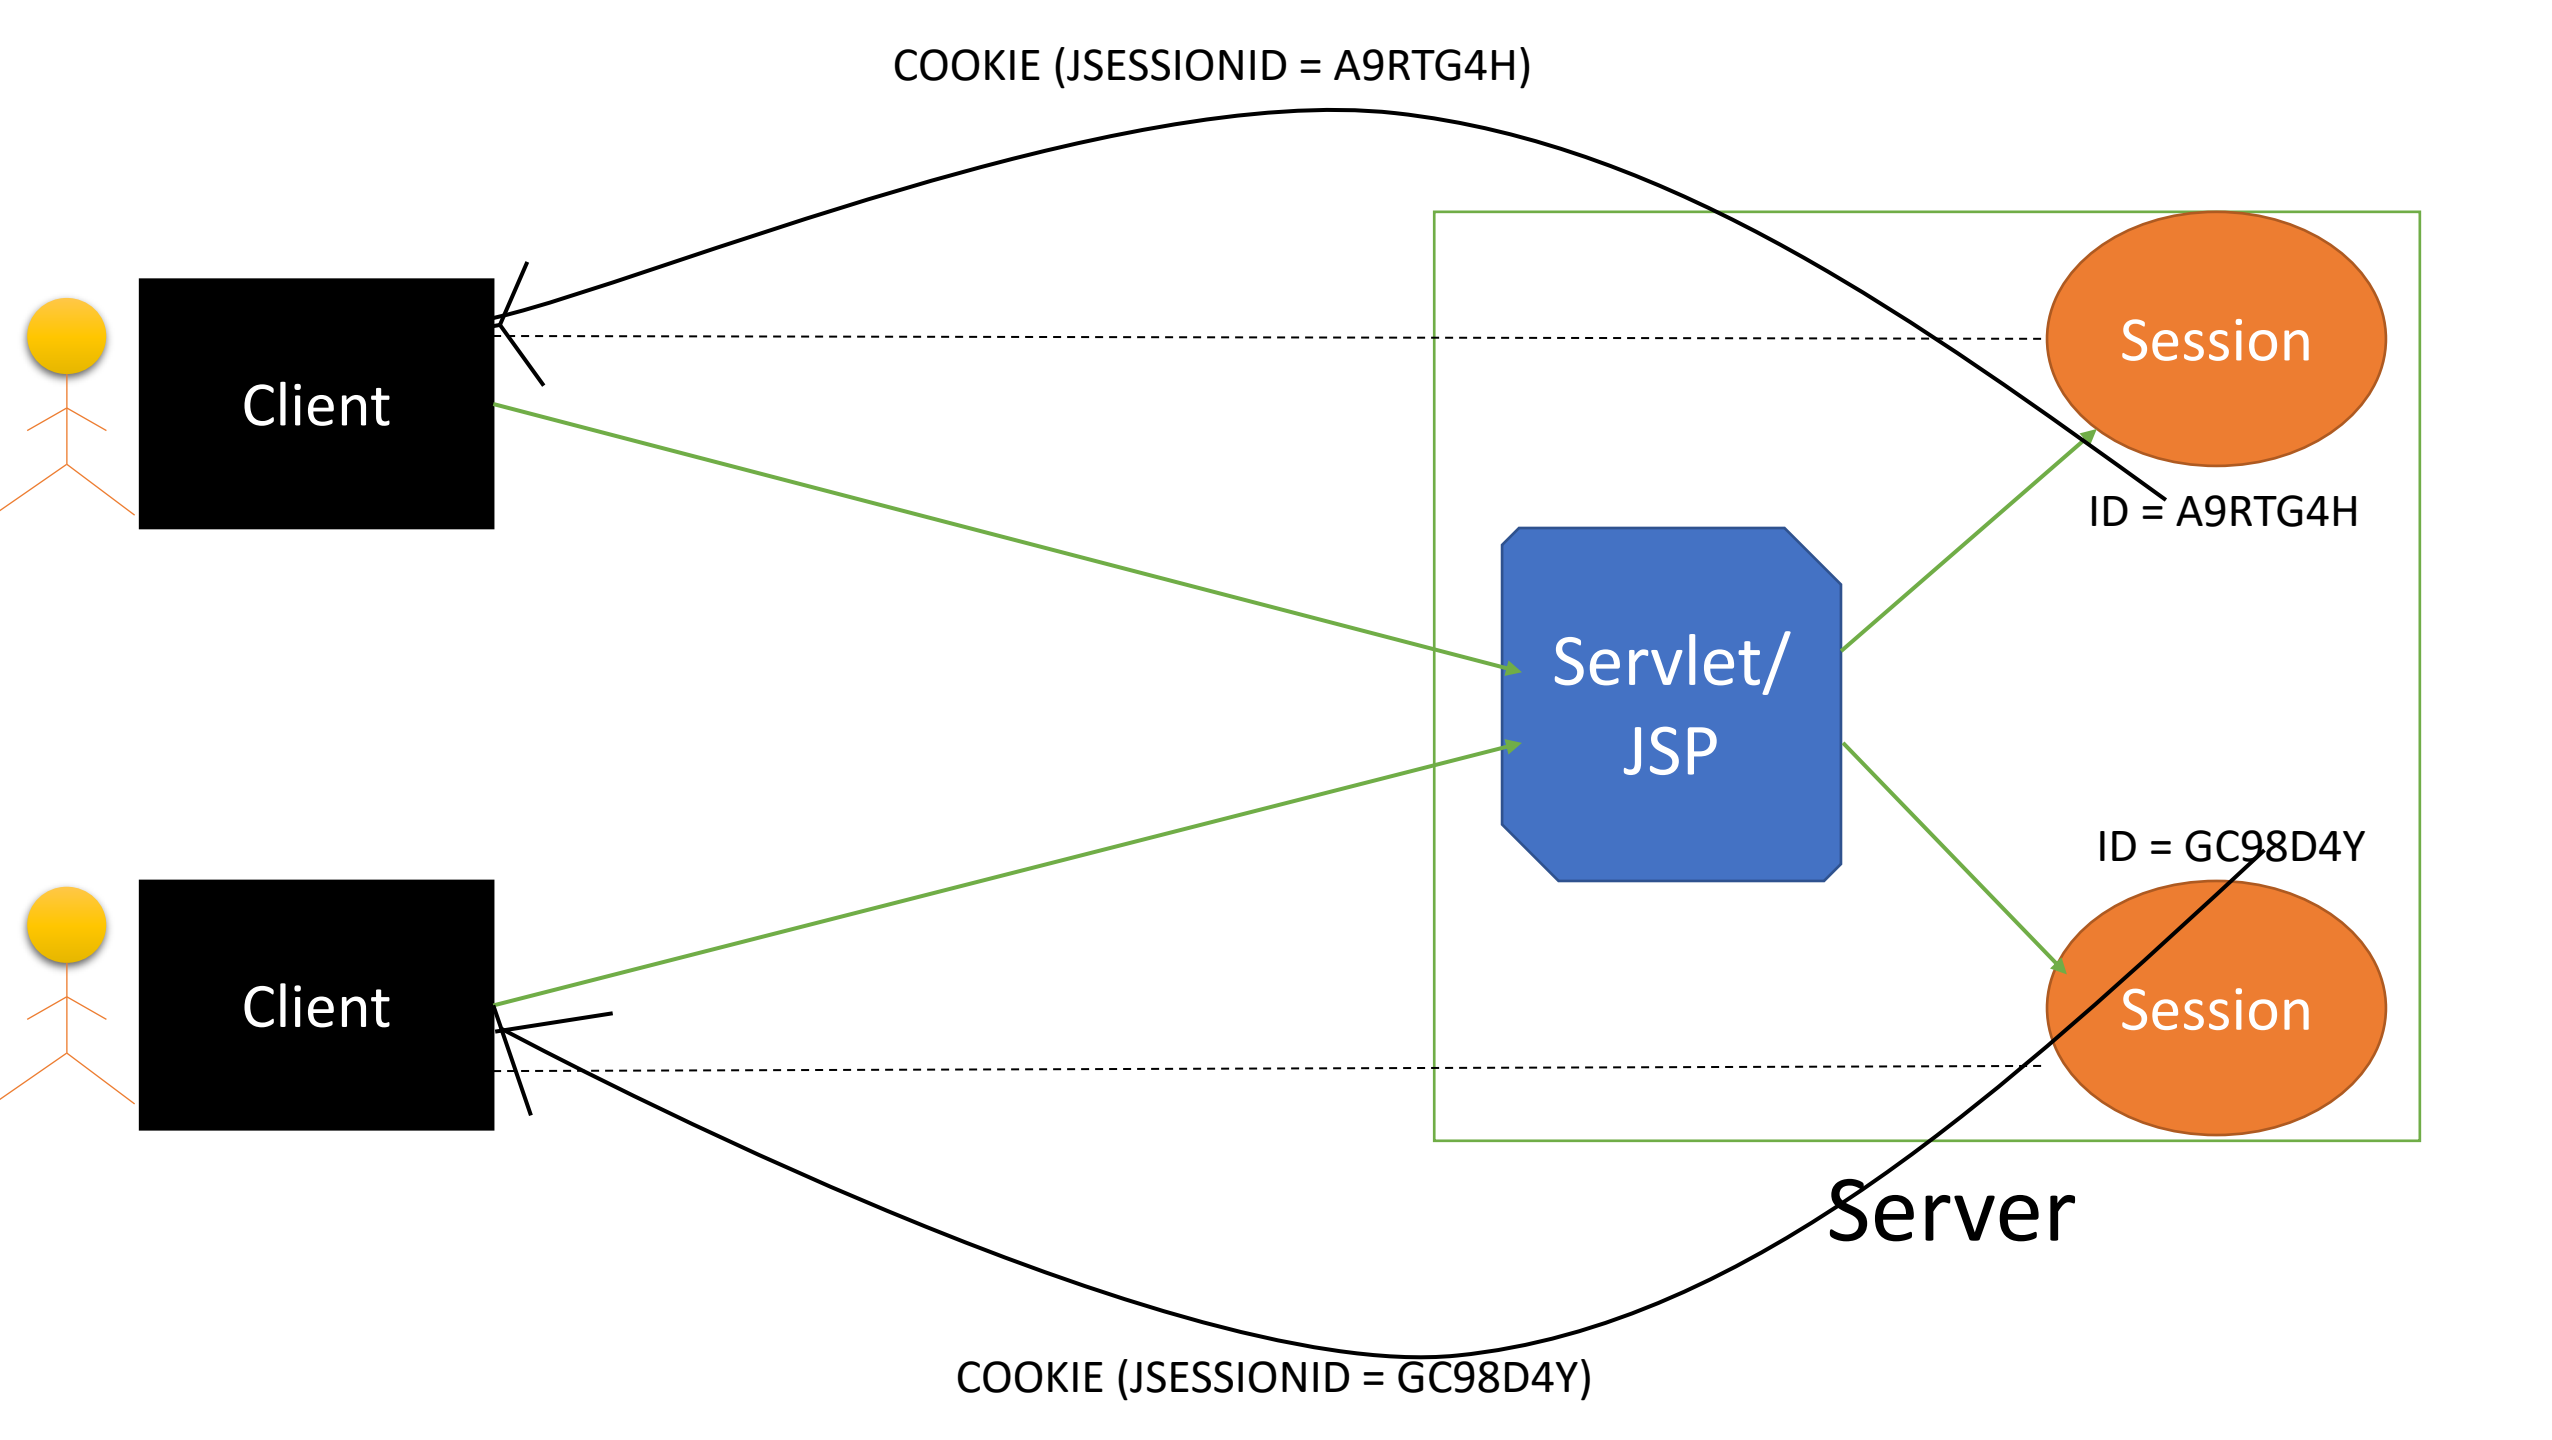 COOKIE (JSESSIONID = A9RTG4H)
Session
Client
ID = A9RTG4H
Servlet/
JSP
ID = GC98D4Y
Client
Session
Server
COOKIE (JSESSIONID = GC98D4Y)